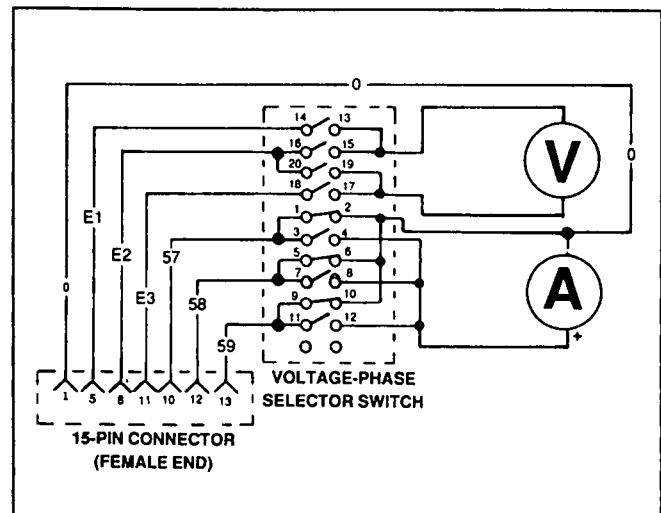 0
14 13
16 15
20 19
18 17
1 2
3 4
5 6
7 8
9 10
11 12
V
0
A
+
E1
E2
E3
57
58
59
0
1 5 8 11 10 12 13
15-PIN CONNECTOR
(FEMALE END)
VOLTAGE-PHASE
SELECTOR SWITCH